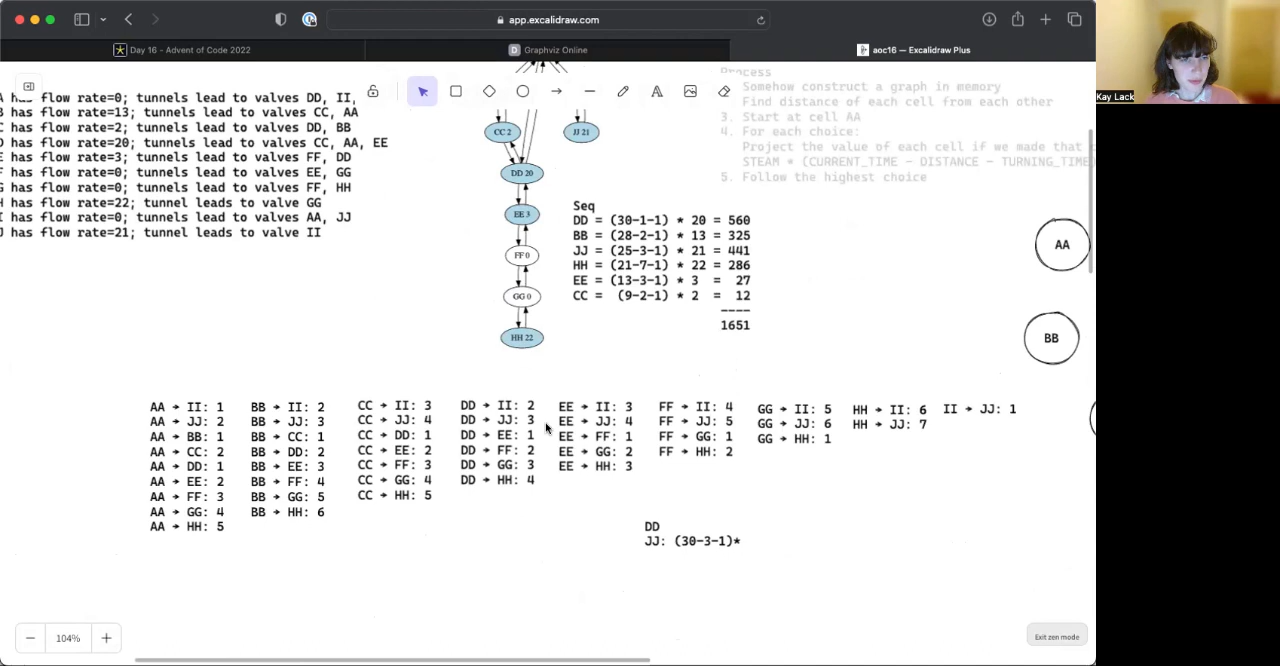 app.excalidraw.com
Day 16 - Advent of Code 2022
Graphviz Online
aoc16 — Excalidraw Plus
Kay Lack
has flow rate=0; tunnels lead to valves DD, II,
has flow rate=13; tunnels lead to valves CC, AA
has flow rate=2; tunnels lead to valves DD, BB
has flow rate=20; tunnels lead to valves CC, AA, EE
has flow rate=3; tunnels lead to valves FF, DD
has flow rate=0; tunnels lead to valves EE, GG
has flow rate=0; tunnels lead to valves FF, HH
has flow rate=22; tunnel leads to valve GG
has flow rate=0; tunnels lead to valves AA, JJ
has flow rate=21; tunnel leads to valve II
CC 2
JJ 21
DD 20
EE 3
FF 0
GG 0
HH 22
Process
Somehow construct a graph in memory
Find distance of each cell from each other
3. Start at cell AA
4. For each choice:
Project the value of each cell if we made that
STEAM * (CURRENT_TIME - DISTANCE - TURNING_TIME
5. Follow the highest choice
Seq
DD = (30-1-1) * 20 = 560
BB = (28-2-1) * 13 = 325
JJ = (25-3-1) * 21 = 441
HH = (21-7-1) * 22 = 286
EE = (13-3-1) * 3 = 27
CC = (9-2-1) * 2 = 12
----
1651
AA
BB
AA → II: 1
AA → JJ: 2
AA → BB: 1
AA → CC: 2
AA → DD: 1
AA → EE: 2
AA → FF: 3
AA → GG: 4
AA → HH: 5
BB → II: 2
BB → JJ: 3
BB → CC: 1
BB → DD: 2
BB → EE: 3
BB → FF: 4
BB → GG: 5
BB → HH: 6
CC → II: 3
CC → JJ: 4
CC → DD: 1
CC → EE: 2
CC → FF: 3
CC → GG: 4
CC → HH: 5
DD → II: 2
DD → JJ: 3
DD → EE: 1
DD → FF: 2
DD → GG: 3
DD → HH: 4
EE → II: 3
EE → JJ: 4
EE → FF: 1
EE → GG: 2
EE → HH: 3
FF → II: 4
FF → JJ: 5
FF → GG: 1
FF → HH: 2
GG → II: 5
GG → JJ: 6
GG → HH: 1
HH → II: 6
HH → JJ: 7
II → JJ: 1
DD
JJ: (30-3-1)*
104%
Exit zen mode